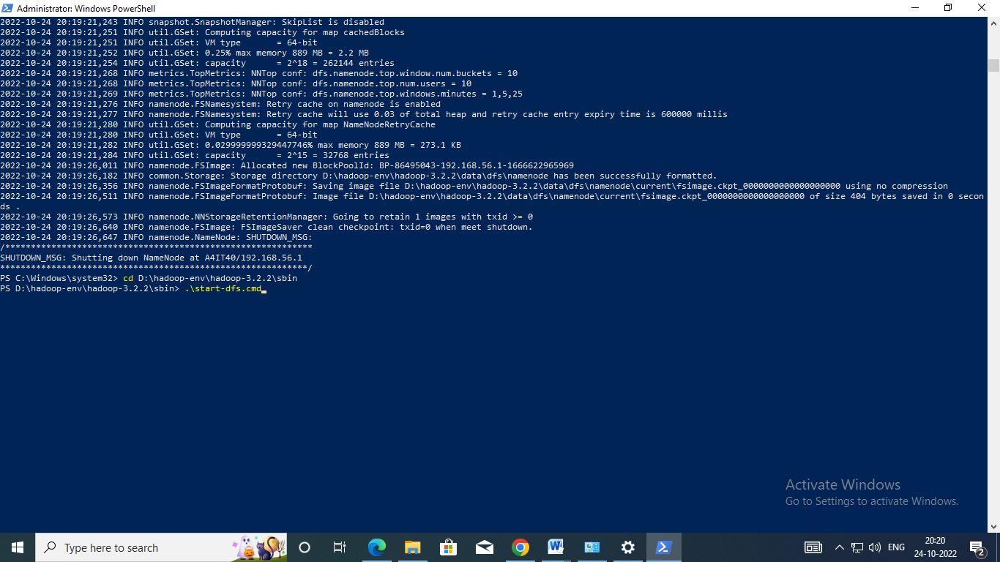 Administrator: Windows PowerShell
2022-10-24 20:19:21,243 INFO snapshot.SnapshotManager: SkipList is disabled
2022-10-24 20:19:21,251 INFO util.GSet: Computing capacity for map cachedBlocks
2022-10-24 20:19:21,251 INFO util.GSet: VM type       = 64-bit
2022-10-24 20:19:21,252 INFO util.GSet: 0.25% max memory 889 MB = 2.2 MB
2022-10-24 20:19:21,254 INFO util.GSet: capacity      = 2^18 = 262144 entries
2022-10-24 20:19:21,268 INFO metrics.TopMetrics: NNTop conf: dfs.namenode.top.window.num.buckets = 10
2022-10-24 20:19:21,268 INFO metrics.TopMetrics: NNTop conf: dfs.namenode.top.num.users = 10
2022-10-24 20:19:21,269 INFO metrics.TopMetrics: NNTop conf: dfs.namenode.top.windows.minutes = 1,5,25
2022-10-24 20:19:21,276 INFO namenode.FSNamesystem: Retry cache on namenode is enabled
2022-10-24 20:19:21,277 INFO namenode.FSNamesystem: Retry cache will use 0.03 of total heap and retry cache entry expiry time is 600000 millis
2022-10-24 20:19:21,280 INFO util.GSet: Computing capacity for map NameNodeRetryCache
2022-10-24 20:19:21,280 INFO util.GSet: VM type       = 64-bit
2022-10-24 20:19:21,282 INFO util.GSet: 0.029999999329447746% max memory 889 MB = 273.1 KB
2022-10-24 20:19:21,284 INFO util.GSet: capacity      = 2^15 = 32768 entries
2022-10-24 20:19:26,011 INFO namenode.FSImage: Allocated new BlockPoolId: BP-86495043-192.168.56.1-1666622965969
2022-10-24 20:19:26,182 INFO common.Storage: Storage directory D:\hadoop-env\hadoop-3.2.2\data\dfs\namenode has been successfully formatted.
2022-10-24 20:19:26,356 INFO namenode.FSImageFormatProtobuf: Saving image file D:\hadoop-env\hadoop-3.2.2\data\dfs\namenode\current\fsimage.ckpt_0000000000000000000 using no compression
2022-10-24 20:19:26,511 INFO namenode.FSImageFormatProtobuf: Image file D:\hadoop-env\hadoop-3.2.2\data\dfs\namenode\current\fsimage.ckpt_0000000000000000000 of size 404 bytes saved in 0 secon
ds .
2022-10-24 20:19:26,573 INFO namenode.NNStorageRetentionManager: Going to retain 1 images with txid >= 0
2022-10-24 20:19:26,640 INFO namenode.FSImage: FSImageSaver clean checkpoint: txid=0 when meet shutdown.
2022-10-24 20:19:26,647 INFO namenode.NameNode: SHUTDOWN_MSG:
/************************************************************
SHUTDOWN_MSG: Shutting down NameNode at A4IT40/192.168.56.1
************************************************************/
PS C:\Windows\system32> cd D:\hadoop-env\hadoop-3.2.2\sbin
PS D:\hadoop-env\hadoop-3.2.2\sbin> .\start-dfs.cmd
Activate Windows
Go to Settings to activate Windows.
Type here to search
ENG
20:20
24-10-2022
2